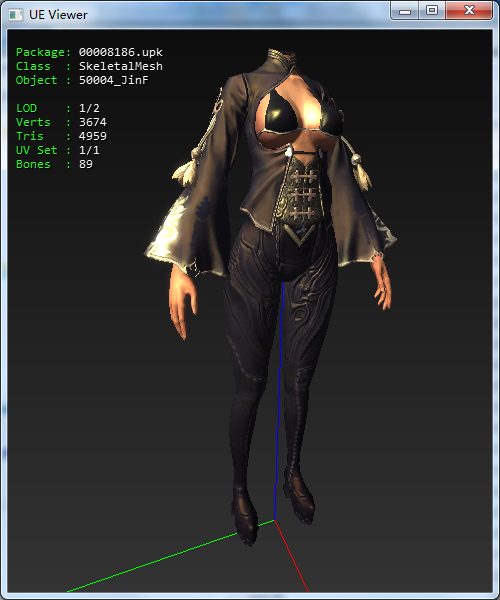 UE Viewer
Package: 00008186.upk
Class  : SkeletalMesh
Object : 50004_JinF
LOD    : 1/2
Verts  : 3674
Tris   : 4959
UV Set : 1/1
Bones  : 89